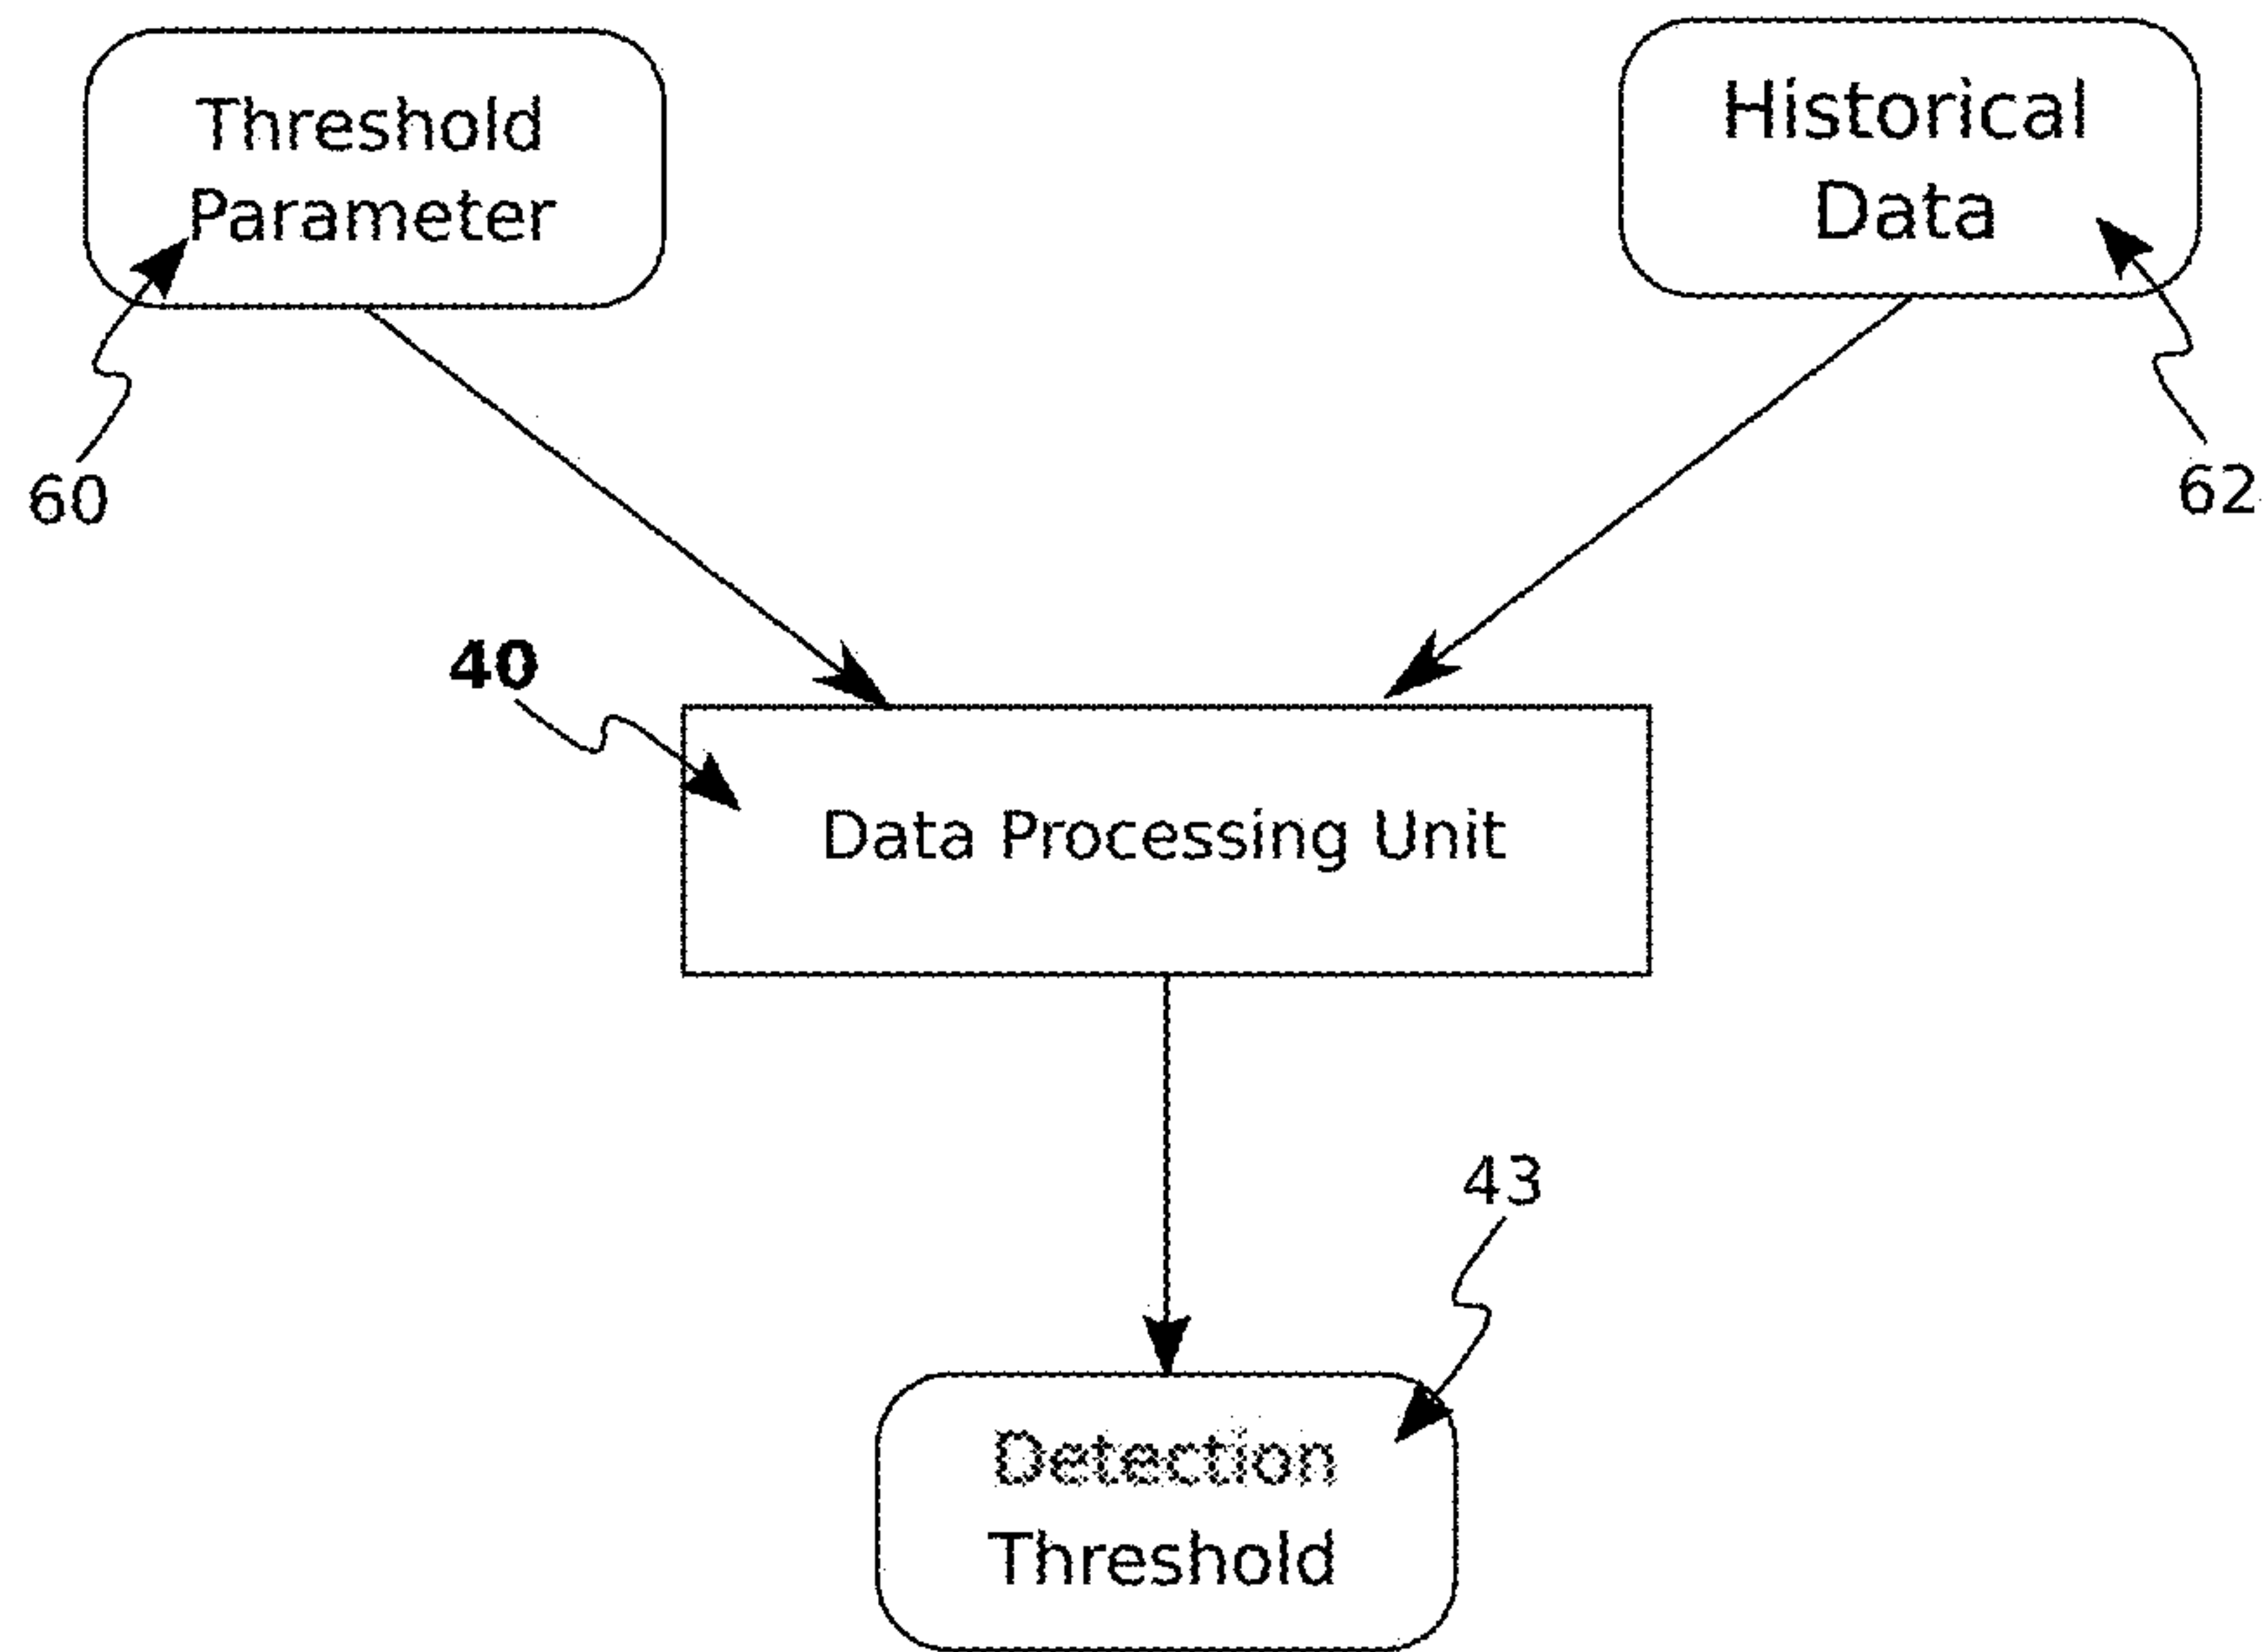 Threshold
Parameter
Historical
Data
60
62
40
Data Processing Unit
43
Detection
Threshold